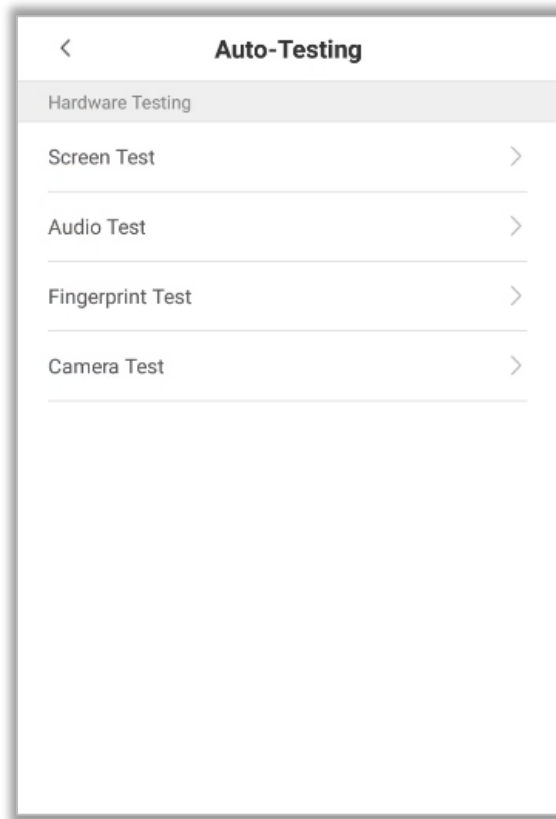 Auto-Testing
Hardware Testing
Screen Test
Audio Test
Fingerprint Test
Camera Test